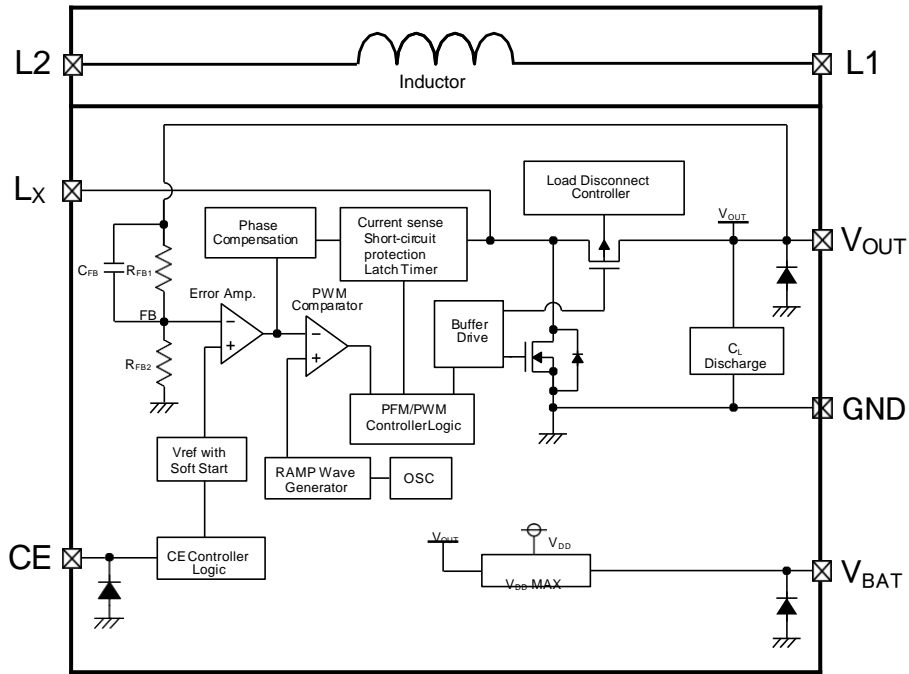 L2
L1
Inductor
LX
Load Disconnect
Controller
VOUT
VOUT
Phase
Compensation
Current sense
Short-circuit
protection
Latch Timer
CFB
RFB1
Error Amp.
PWM
Comparator
FB
Buffer
Drive
CL
Discharge
RFB2
GND
PFM/PWM
ControllerLogic
Vref with
Soft Start
RAMP Wave
Generator
OSC
CE
CE Controller
Logic
VOUT
VDD
VDD MAX
VBAT